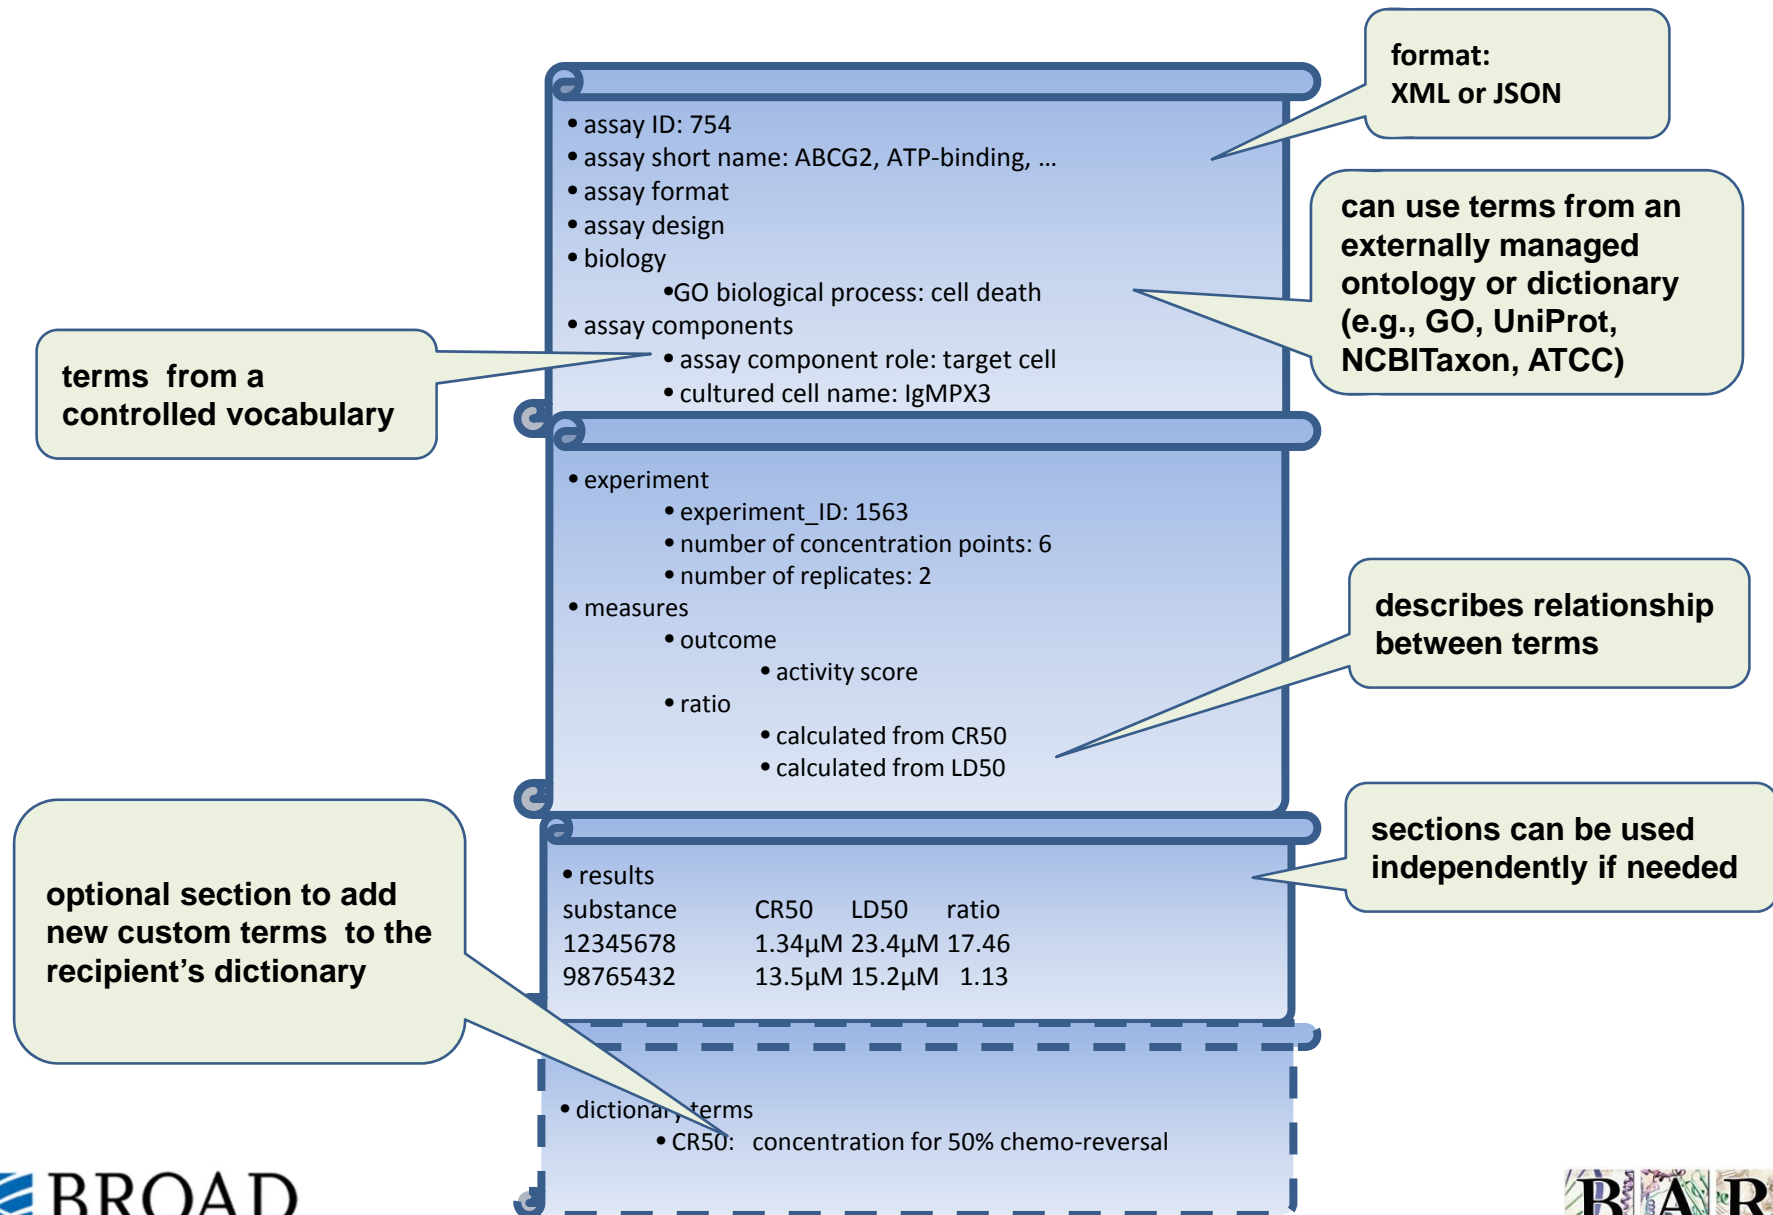 format:
XML or JSON
• assay ID: 754
• assay short name: ABCG2, ATP-binding, ...
• assay format
• assay design
• biology
•GO biological process: cell death
• assay components
• assay component role: target cell
• cultured cell name: IgMPX3
can use terms from an
externally managed
ontology or dictionary
(e.g., GO, UniProt,
NCBITaxon, ATCC)
terms from a
controlled vocabulary
• experiment
• experiment_ID: 1563
• number of concentration points: 6
• number of replicates: 2
• measures
• outcome
• activity score
• ratio
• calculated from CR50
• calculated from LD50
describes relationship
between terms
sections can be used
independently if needed
• results
substance CR50 LD50 ratio
12345678 1.34µM 23.4µM 17.46
98765432 13.5µM 15.2µM 1.13
optional section to add
new custom terms to the
recipient’s dictionary
• dictionary terms
• CR50: concentration for 50% chemo-reversal
BROAD
BAR